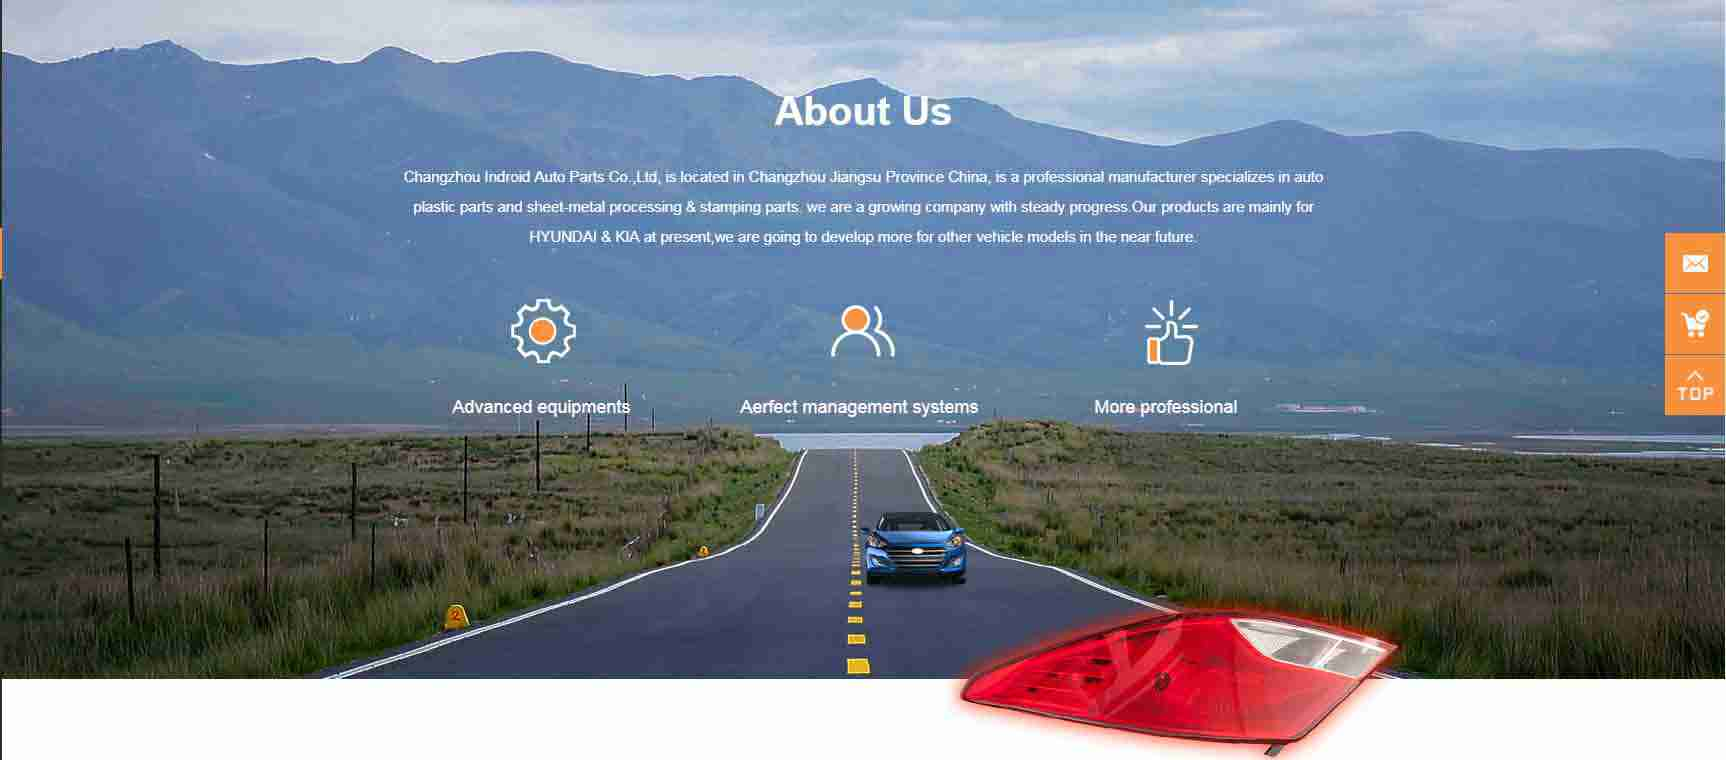 About Us
Changzhou Indroid Auto Parts Co.,Ltd, is located in Changzhou Jiangsu Province China, is a professional manufacturer specializes in auto
plastic parts and sheet-metal processing & stamping parts. we are a growing company with steady progress.Our products are mainly for
HYUNDAI & KIA at present,we are going to develop more for other vehicle models in the near future.
Advanced equipments
Aerfect management systems
More professional
TOP
2